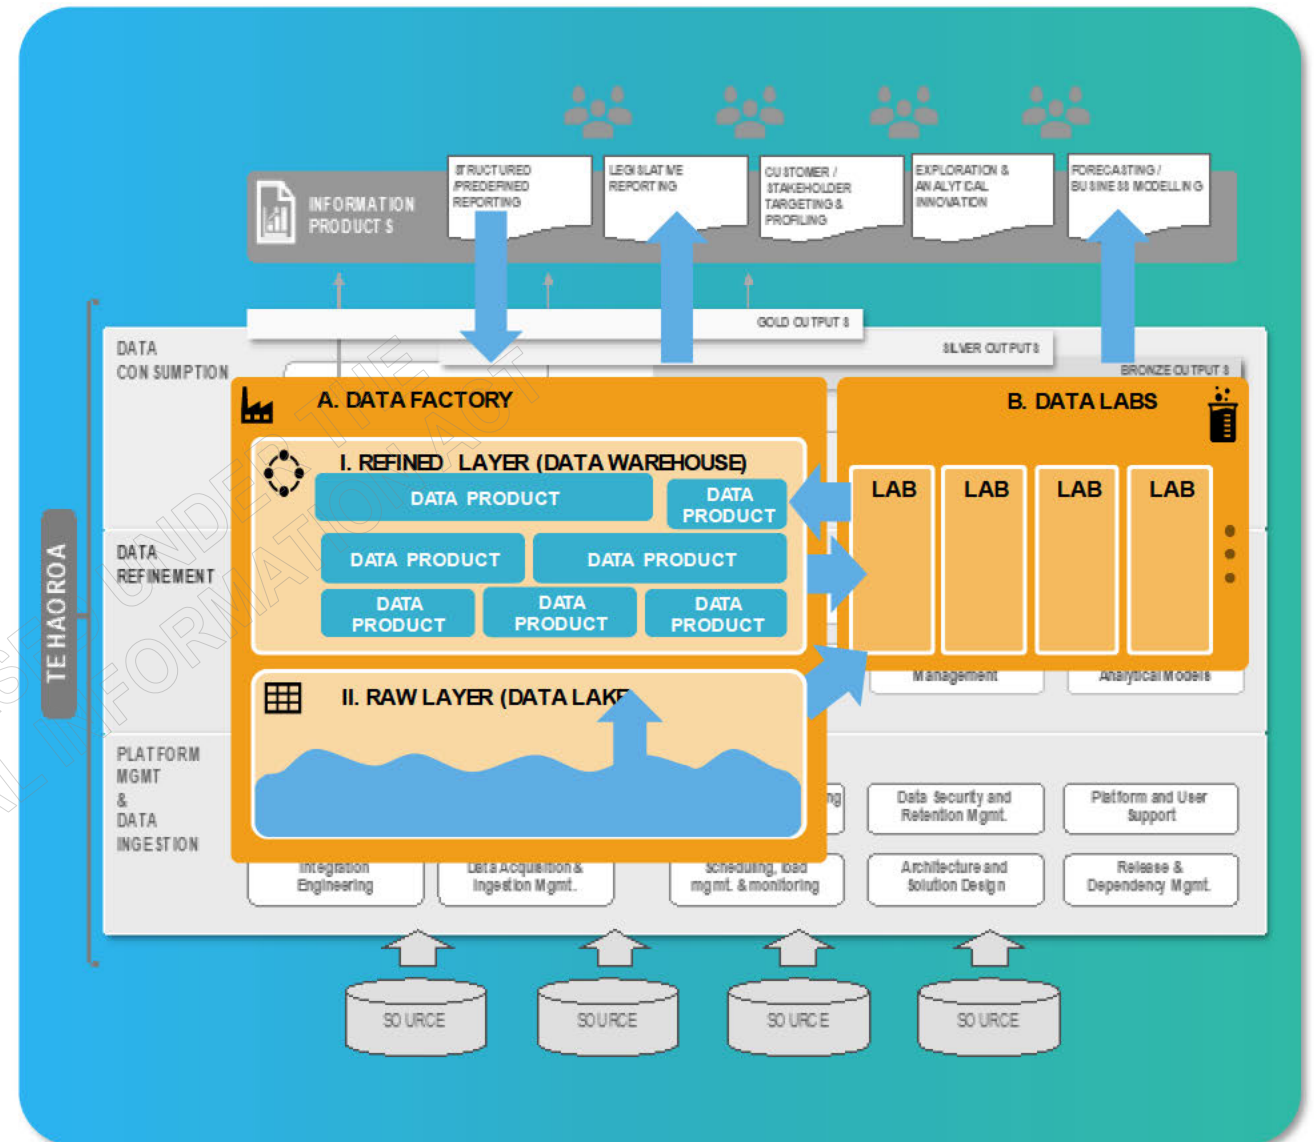 STRUCTURED
/PREDEFINED
REPORTING
LEGISLATIVE
REPORTING
CUSTOMER /
STAKEHOLDER
TARGETING &
PROFILING
EXPLORATION &
ANALYTICAL
INNOVATION
FORECASTING /
BUSINESS MODELLING
INFORMATION
PRODUCTS
GOLD OUTPUTS
SILVER OUTPUTS
BRONZE OUTPUTS
DATA
CONSUMPTION
A. DATA FACTORY
B. DATA LABS
I. REFINED LAYER (DATA WAREHOUSE)
DATA PRODUCT
DATA
PRODUCT
LAB
LAB
LAB
LAB
DATA
REFINEMENT
DATA PRODUCT
DATA PRODUCT
DATA
PRODUCT
DATA
PRODUCT
DATA
PRODUCT
TE HAOROA
II. RAW LAYER (DATA LAKE
Management
Analytical Models
PLATFORM
MGMT
&
DATA
INGESTION
Data Security and
Retention Mgmt.
Platform and User
Support
Integration
Engineering
Data Acquisition &
Ingestion Mgmt.
Scheduling, load
mgmt. & monitoring
Architecture and
Solution Design
Release &
Dependency Mgmt.
SOURCE
SOURCE
SOURCE
SOURCE
UNDER THE
INFORMATION ACT